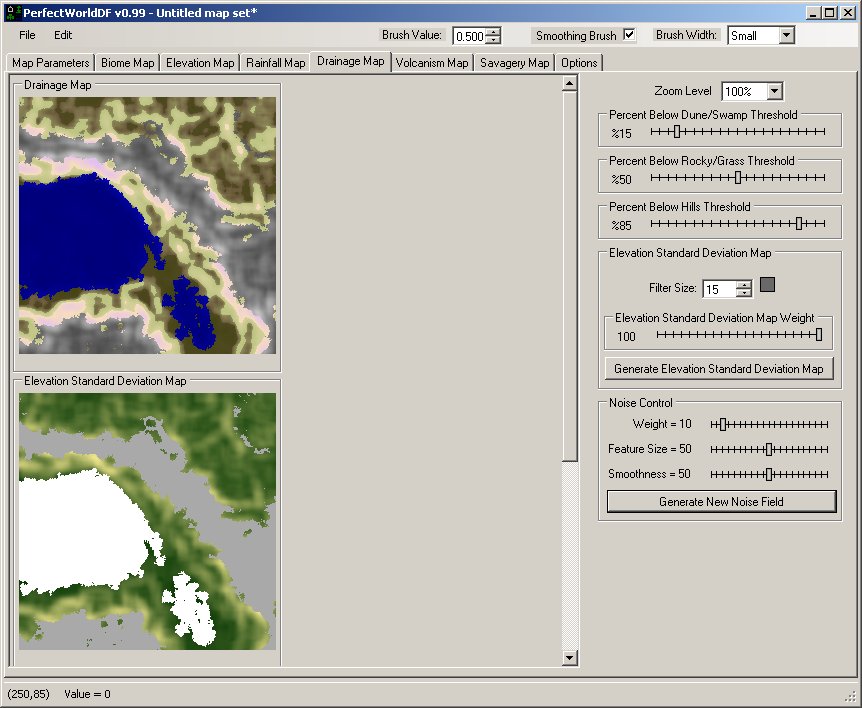 PerfectWorldDF v0.99 - Untitled map set*
File Edit Brush Value: 0.500 Smoothing Brush Brush Width: Small
Map Parameters Biome Map Elevation Map Rainfall Map Drainage Map Volcanism Map Savagery Map Options
Drainage Map
Elevation Standard Deviation Map
Zoom Level 100%
Percent Below Dune/Swamp Threshold
%15
Percent Below Rocky/Grass Threshold
%50
Percent Below Hills Threshold
%85
Elevation Standard Deviation Map
Filter Size: 15
Elevation Standard Deviation Map Weight
100
Generate Elevation Standard Deviation Map
Noise Control
Weight = 10
Feature Size = 50
Smoothness = 50
Generate New Noise Field
(250,85) Value = 0